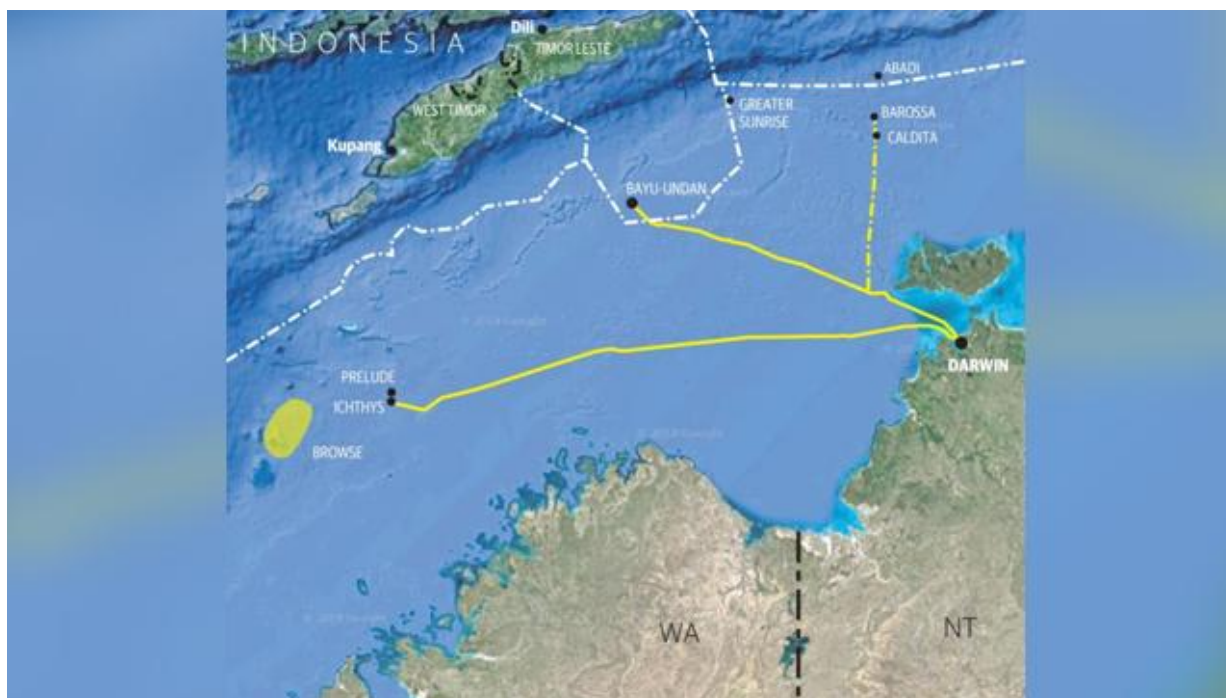 Dili
INDONESIA
TIMOR LESTE
ABADI
WEST TIMOR
GREATER
SUNRISE
BAROSSA
CALDITA
Kupang
BAYU-UNDAN
DARWIN
PRELUDE
ICHTHYS
BROWSE
WA
NT